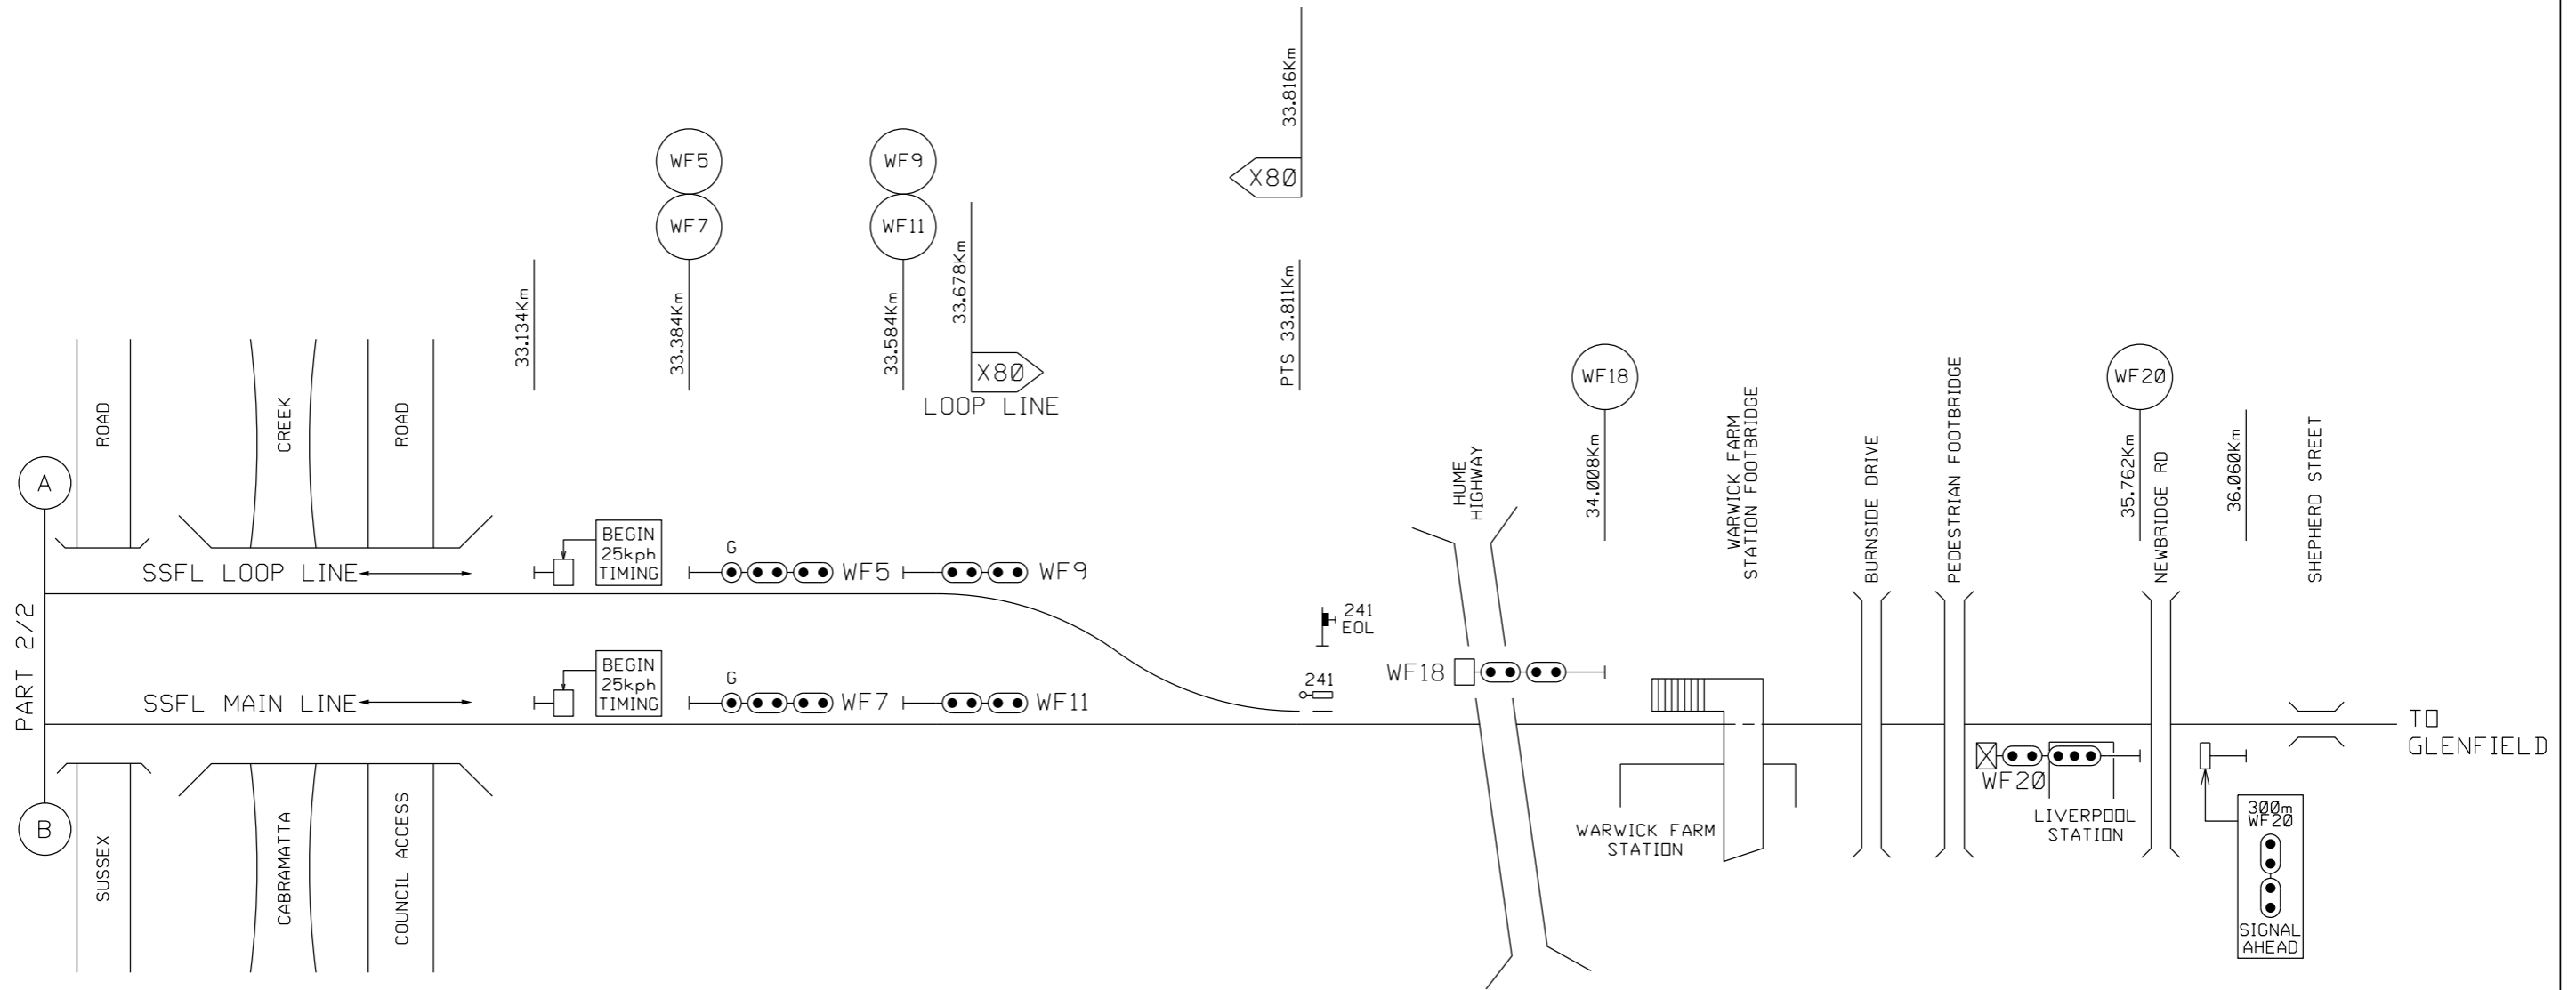 33.816Km
X80
WF5
WF7
WF9
WF11
33.134Km
33.384Km
33.584Km
33.678Km
X80
LOOP LINE
PTS 33.811Km
WF18
34.008Km
WF20
35.762Km
36.060Km
ROAD
CREEK
ROAD
HUME
HIGHWAY
WARWICK FARM
STATION FOOTBRIDGE
BURNSIDE DRIVE
PEDESTRIAN FOOTBRIDGE
NEWBRIDGE RD
SHEPHERD STREET
A
PART 2/2
B
SSFL LOOP LINE
BEGIN
25kph
TIMING
G
WF5
WF9
241
EOL
SSFL MAIN LINE
BEGIN
25kph
TIMING
G
WF7
WF11
241
WF18
TO
GLENFIELD
WF20
LIVERPOOL
STATION
WARWICK FARM
STATION
300m
WF20
SIGNAL
AHEAD
SUSSEX
CABRAMATTA
COUNCIL ACCESS